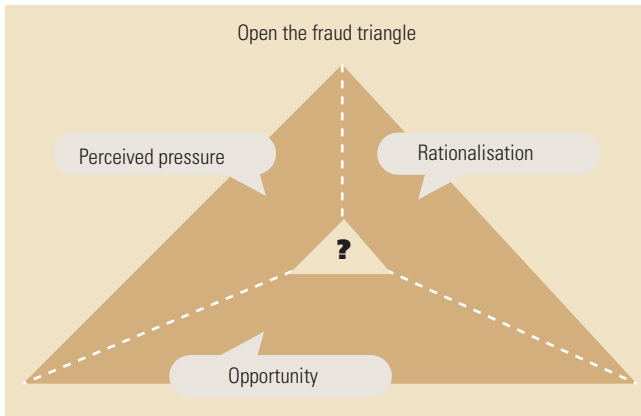 Open the fraud triangle
Perceived pressure
Rationalisation
?
Opportunity